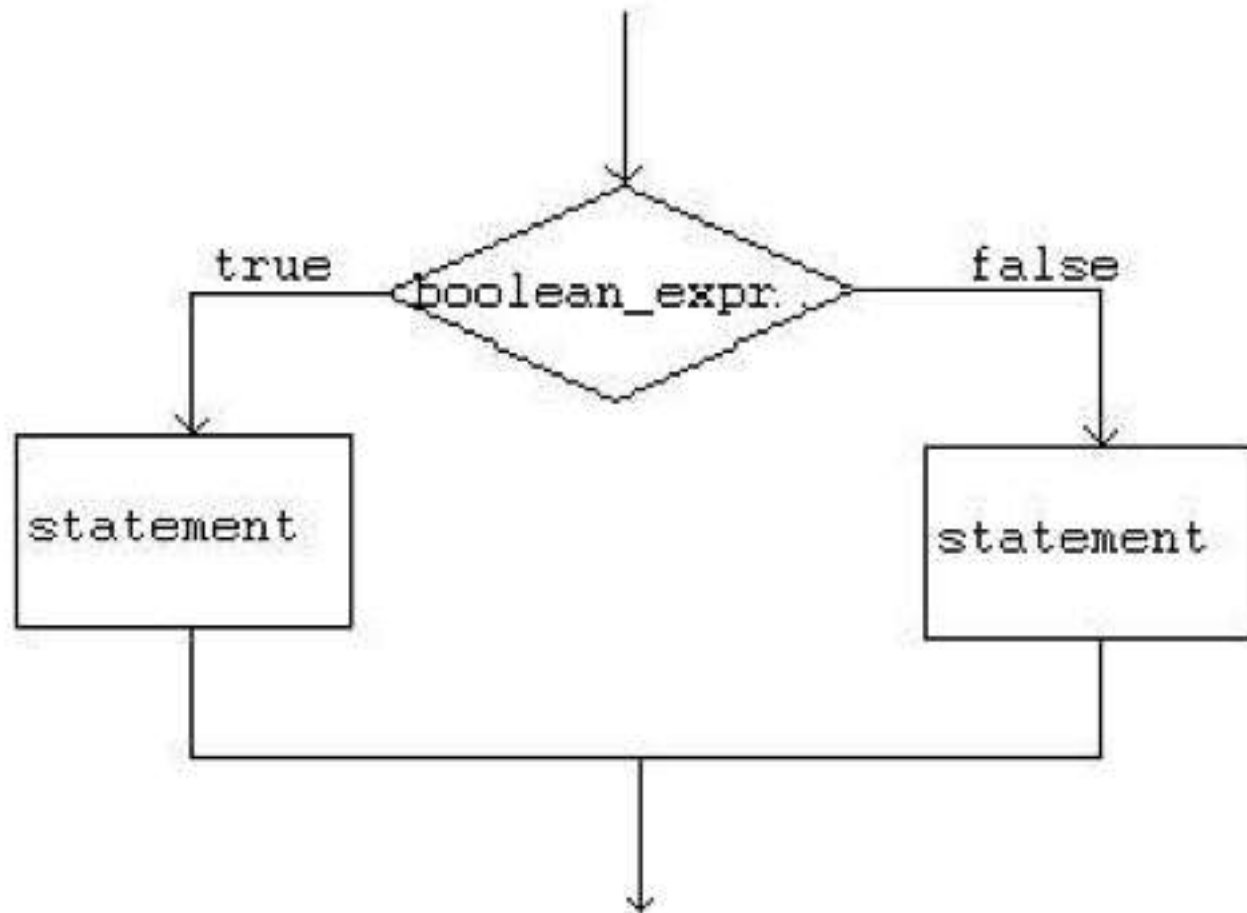 true
boolean_expr
false
statement
statement